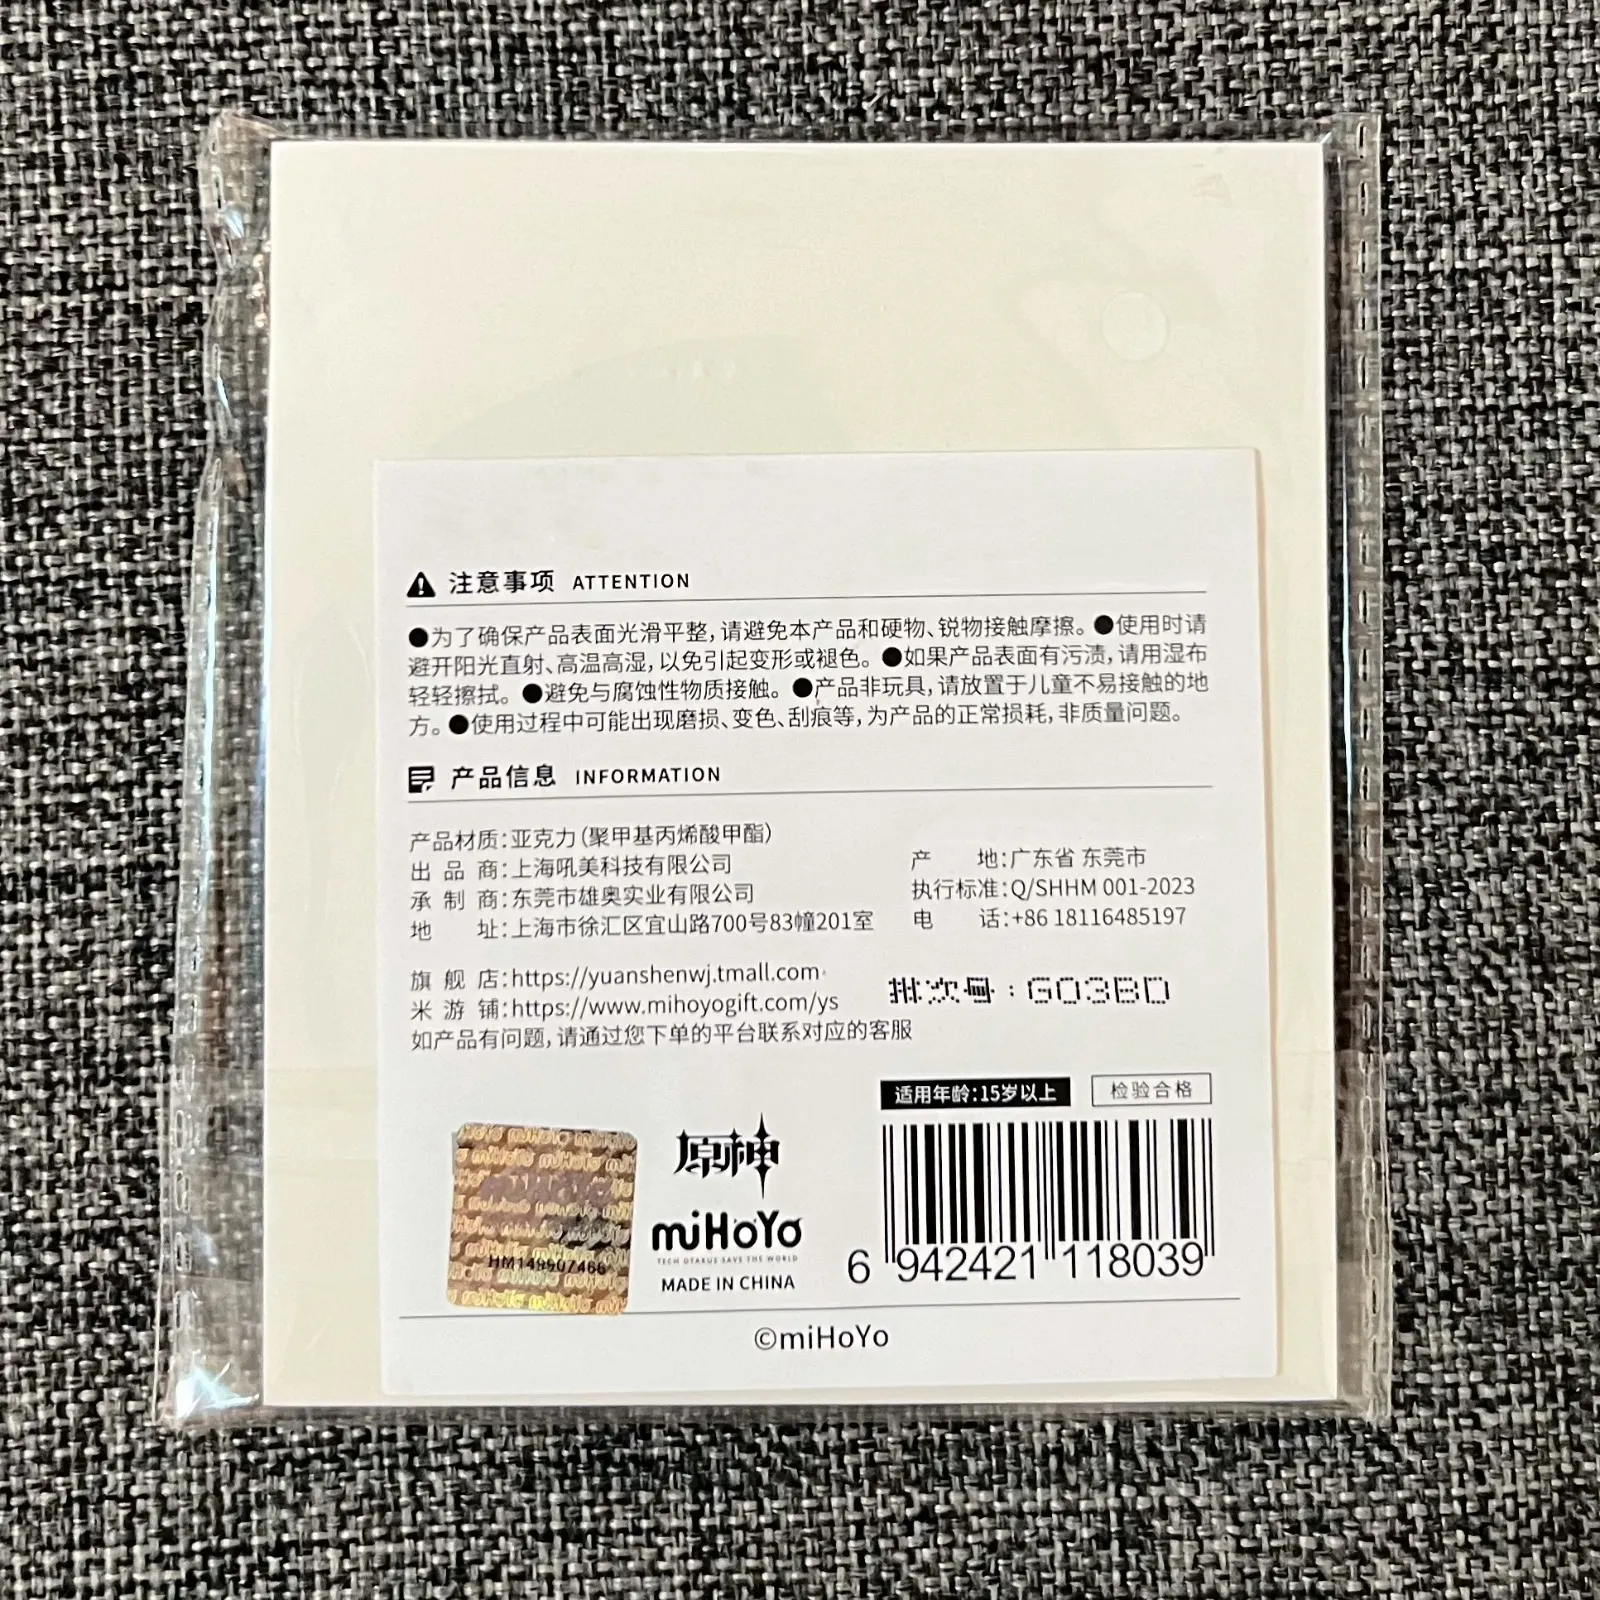 注意事项 ATTENTION
●为了确保产品表面光滑平整,请避免本产品和硬物、锐物接触摩擦。●使用时请
避开阳光直射、高温高湿,以免引起变形或褪色。●如果产品表面有污渍,请用湿布
轻轻擦拭。●避免与腐蚀性物质接触。●产品非玩具,请放置于儿童不易接触的地
方。●使用过程中可能出现磨损、变色、刮痕等,为产品的正常损耗,非质量问题。
产品信息 INFORMATION
产品材质:亚克力(聚甲基丙烯酸甲酯)
出品商:上海吼美科技有限公司
承制商:东莞市雄奥实业有限公司
地址:上海市徐汇区宜山路700号83幢201室
产地:广东省 东莞市
执行标准:Q/SHHM 001-2023
电话:+86 18116485197
旗舰店:https://yuanshenwj.tmall.com
米游铺:https://www.mihoyogift.com/ys
如产品有问题,请通过您下单的平台联系对应的客服
批次号:G03BD
适用年龄:15岁以上
检验合格
原神
miHoYo
TECH OTAKUS SAVE THE WORLD
MADE IN CHINA
miHoYo
HM149907466
6 942421 118039
©miHoYo